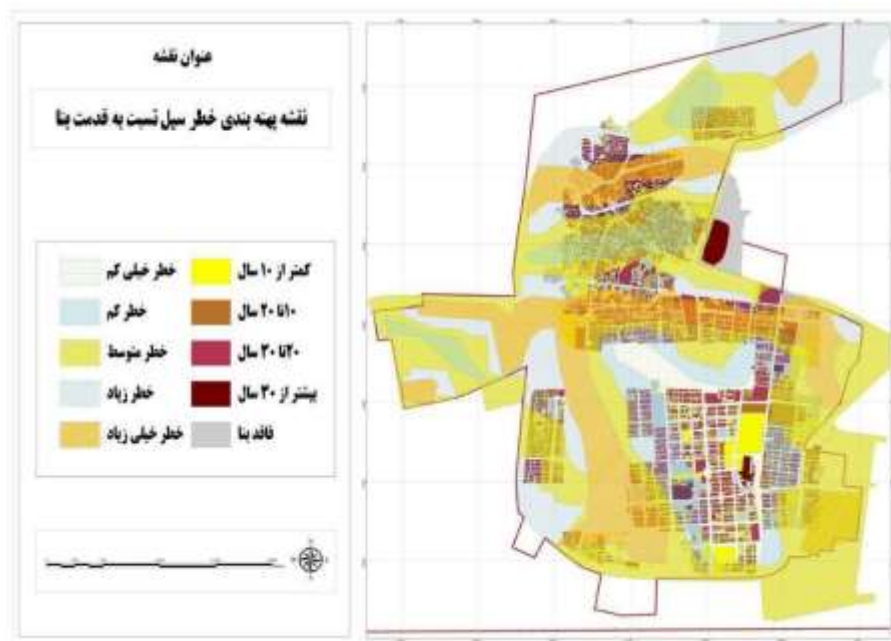 عنوان نقشه
نقشه پهنه بندی خطر سیل نسبت به قدمت بنا
خطر خیلی کم
کمتر از ۱۰ سال
خطر کم
۱۰تا ۲۰ سال
خطر متوسط
۲۰تا ۳۰ سال
خطر زیاد
بیشتر از ۳۰ سال
خطر خیلی زیاد
فاقد بنا